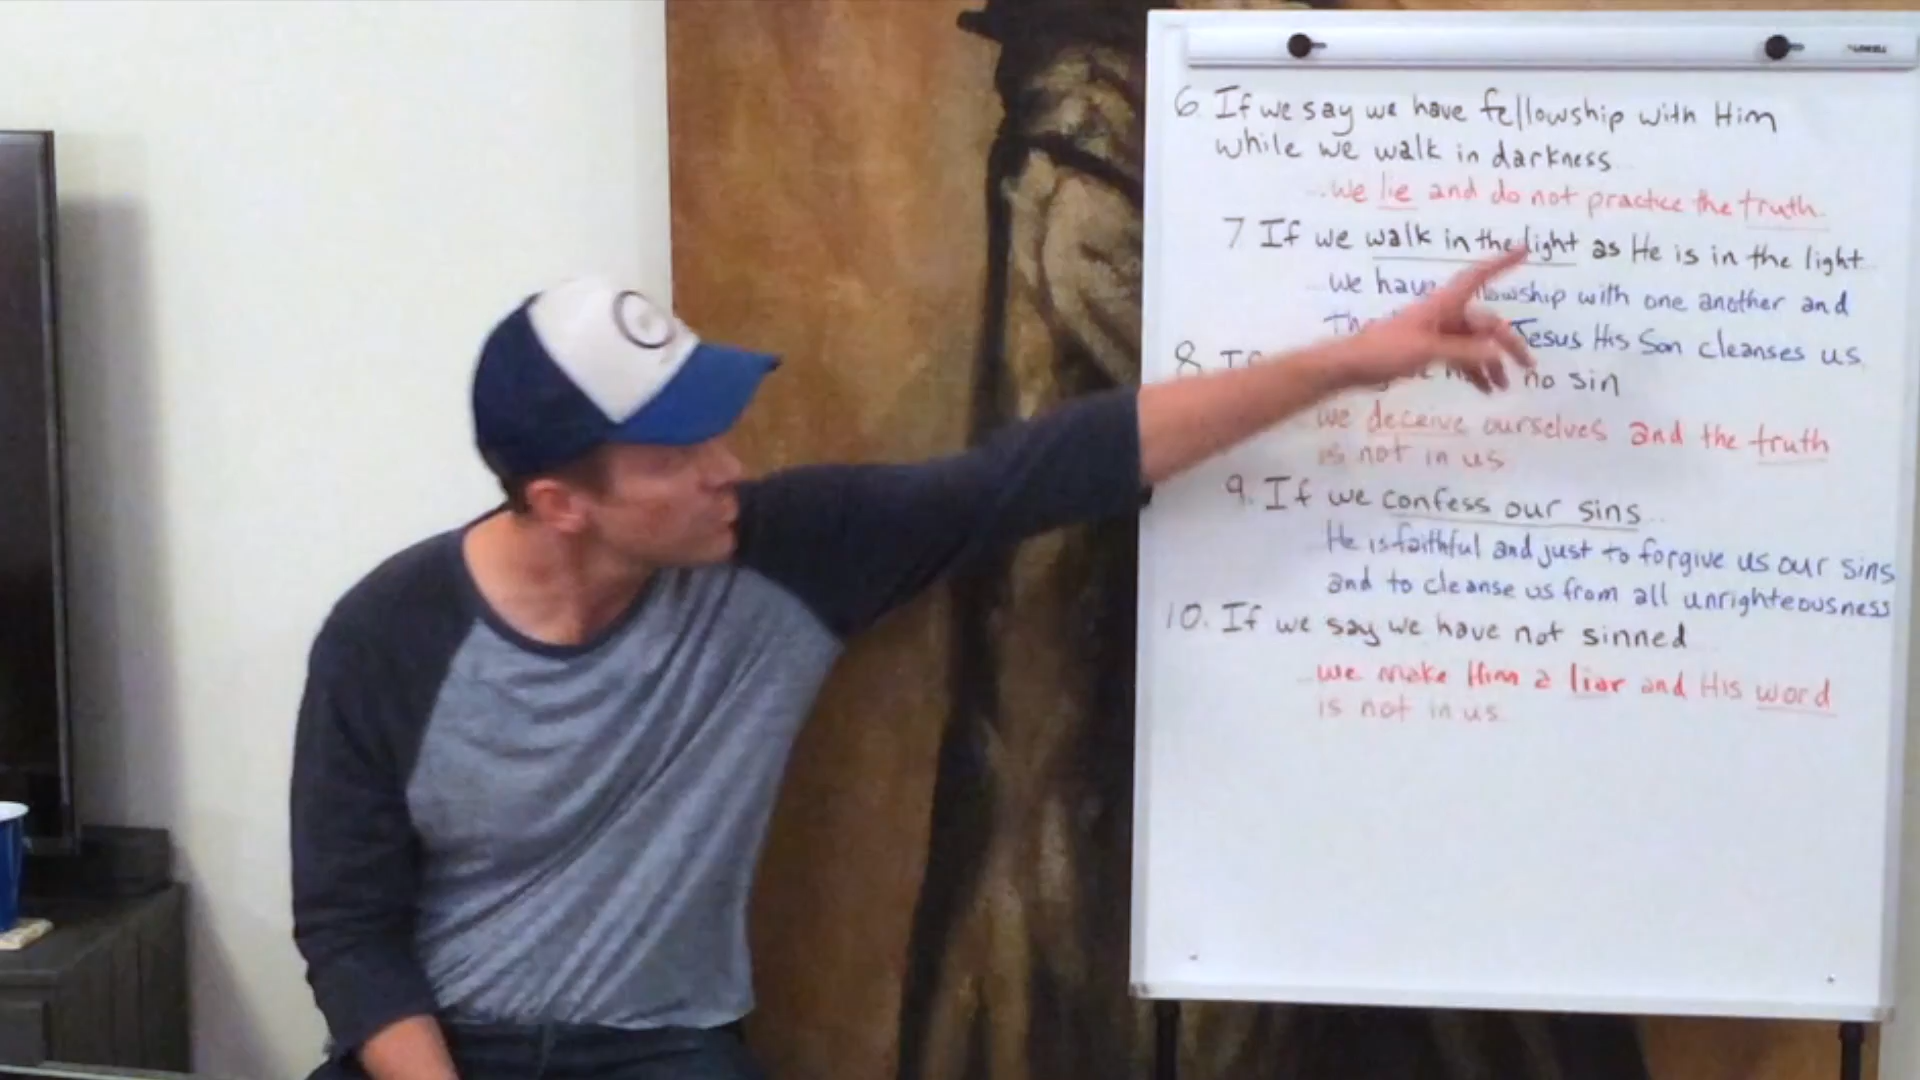 6. If we say we have fellowship with Him
while we walk in darkness
...we lie and do not practice the truth.
7 If we walk in the light as He is in the light...
...we have fellowship with one another and
Jesus His Son cleanses us.
8. If no sin
we deceive ourselves and the truth
is not in us
9. If we confess our sins...
He is faithful and just to forgive us our sins
and to cleanse us from all unrighteousness
10. If we say we have not sinned
...we make Him a liar and His word
is not in us.